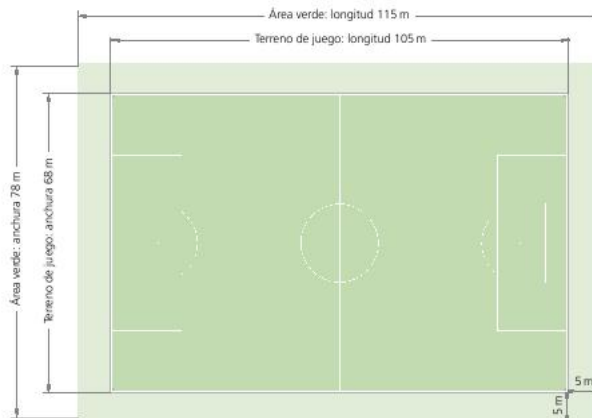 Área verde: longitud 115 m
Terreno de juego: longitud 105 m
Área verde: anchura 78 m
Terreno de juego: anchura 68 m
5 m
5 m